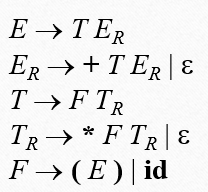 E → T E_R
E_R → + T E_R | ε
T → F T_R
T_R → * F T_R | ε
F → ( E ) | id